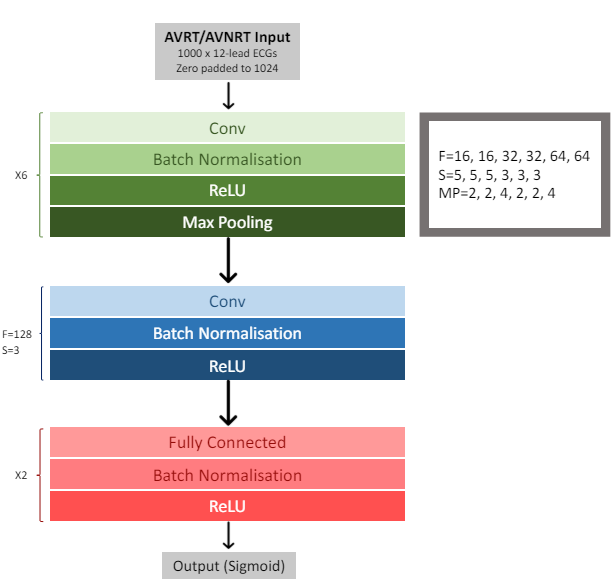 AVRT/AVNRT Input
1000 x 12-lead ECGs
Zero padded to 1024
X6
Conv
Batch Normalisation
ReLU
Max Pooling
F=16, 16, 32, 32, 64, 64
S=5, 5, 5, 3, 3, 3
MP=2, 2, 4, 2, 2, 4
F=128
S=3
Conv
Batch Normalisation
ReLU
X2
Fully Connected
Batch Normalisation
ReLU
Output (Sigmoid)